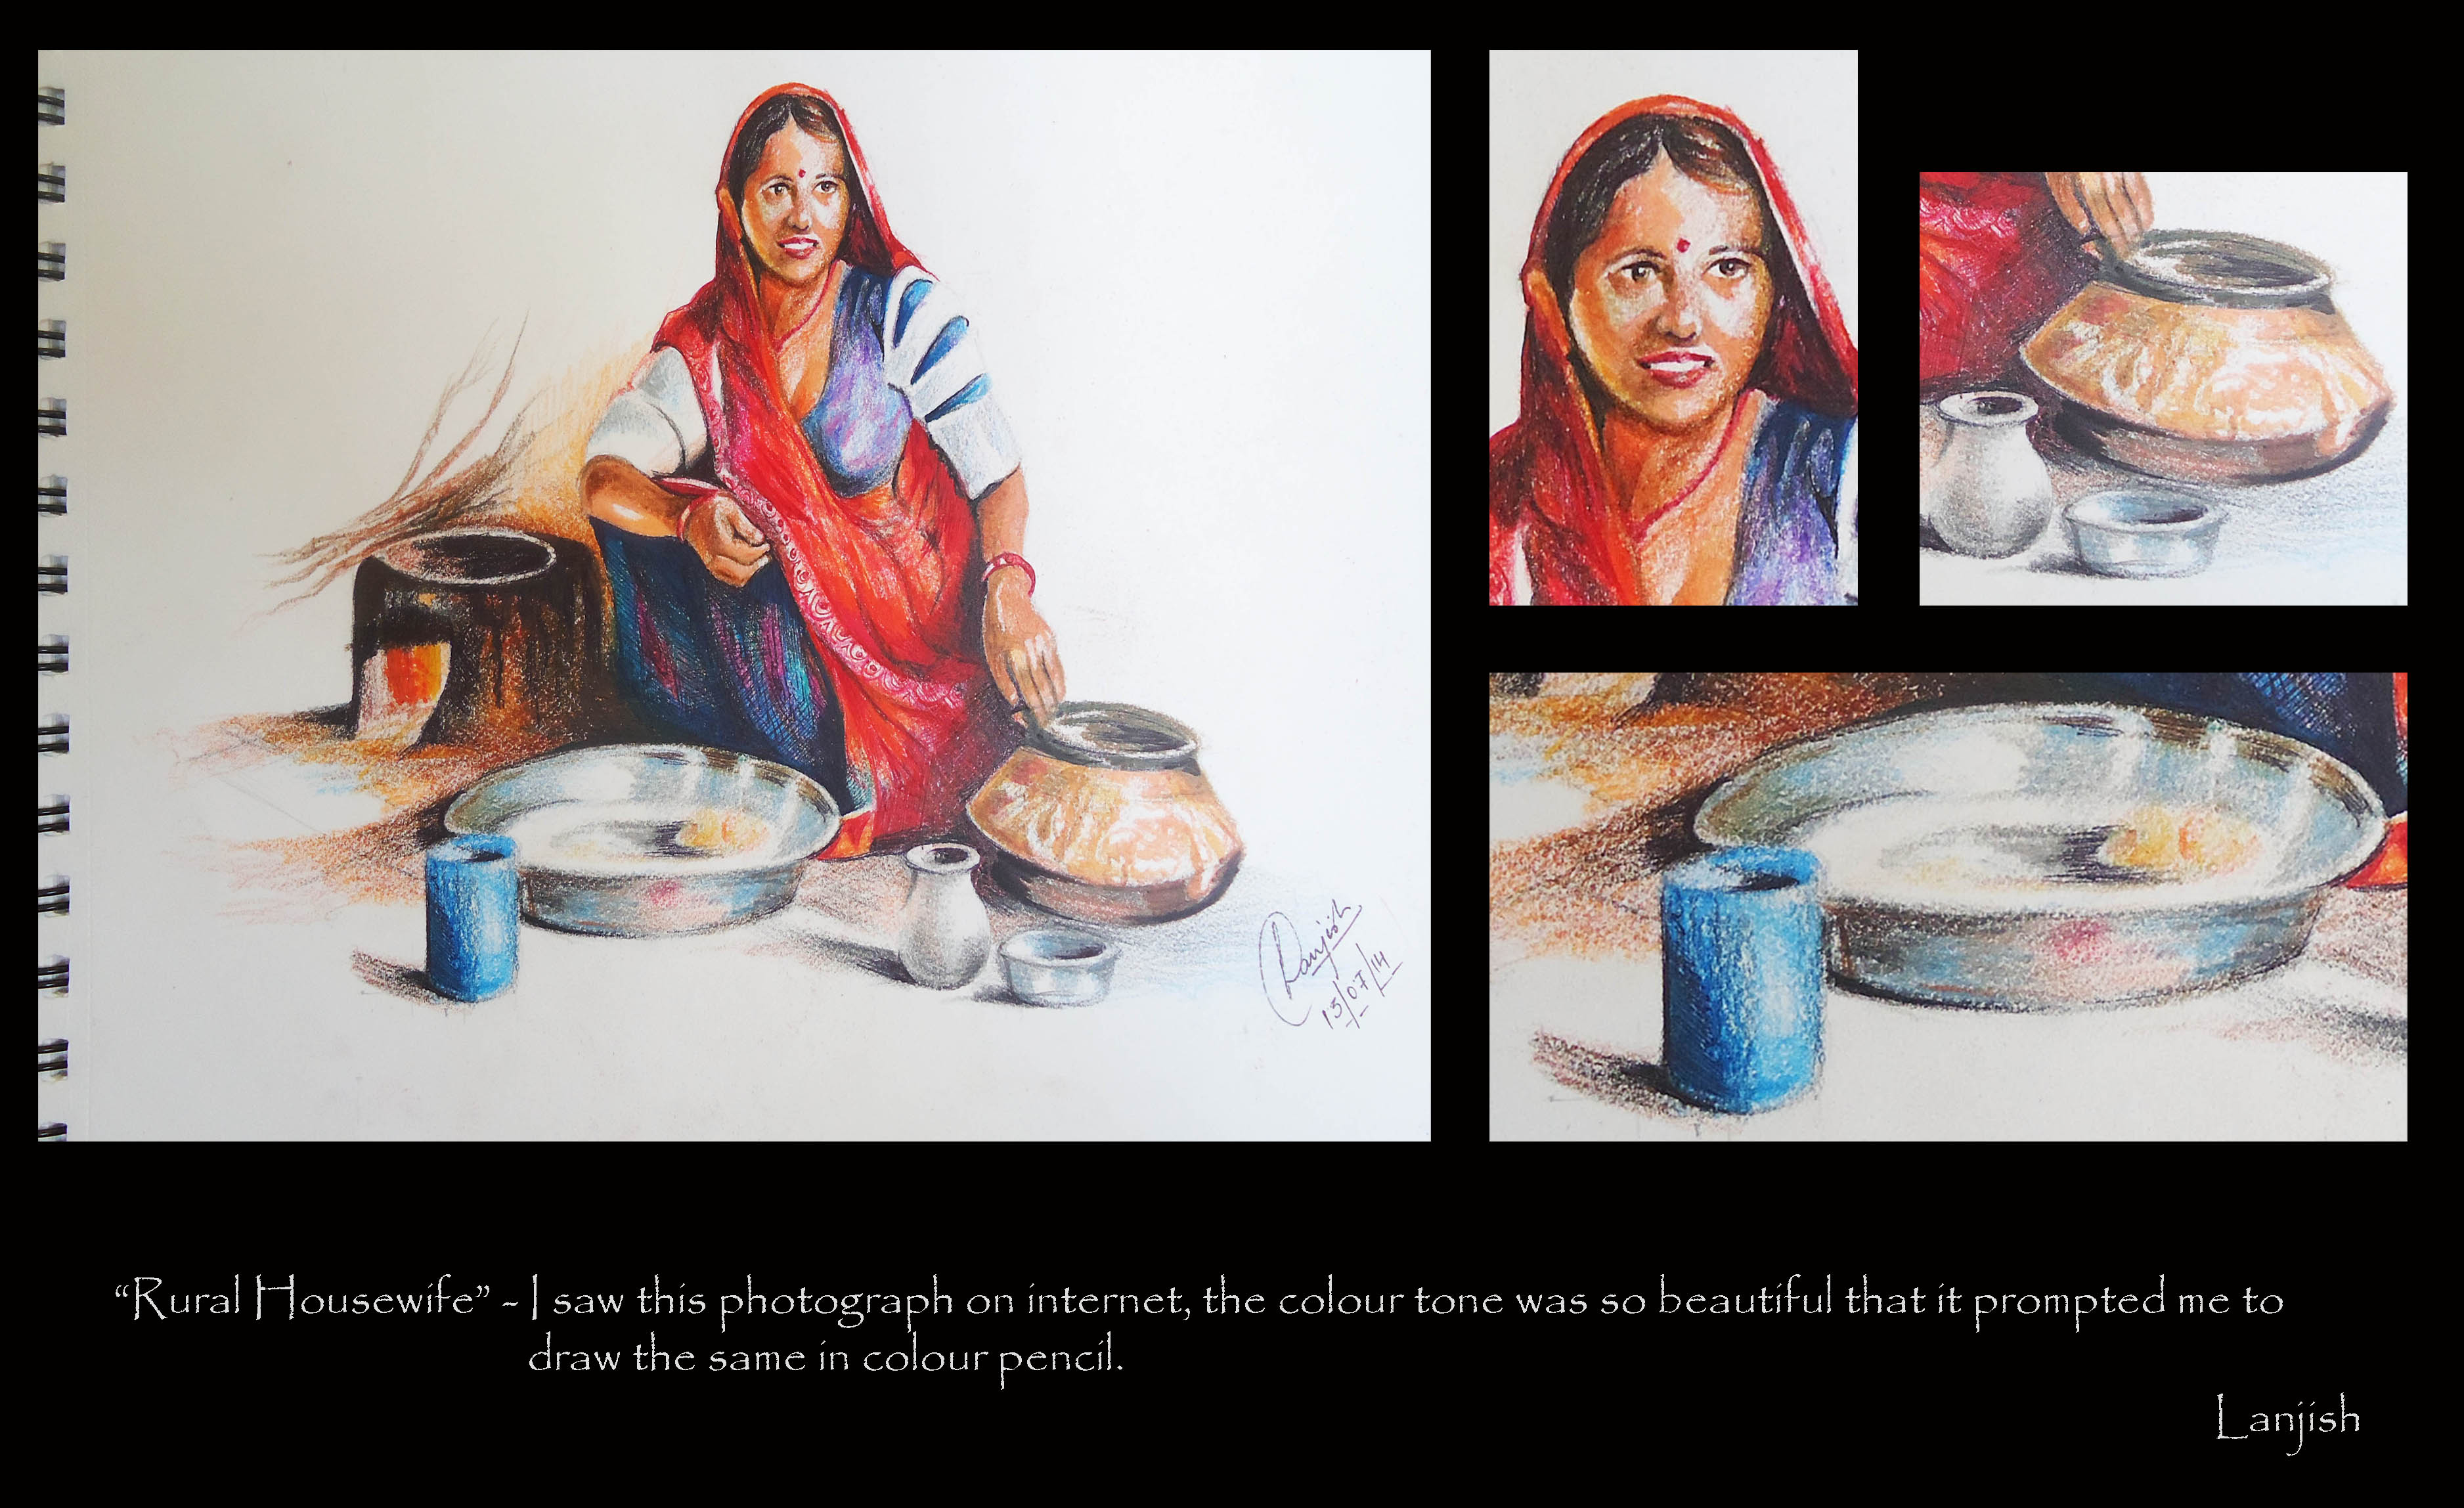 Lanjish
15/07/14
“Rural Housewife” - I saw this photograph on internet, the colour tone was so beautiful that it prompted me to
draw the same in colour pencil.
Lanjish